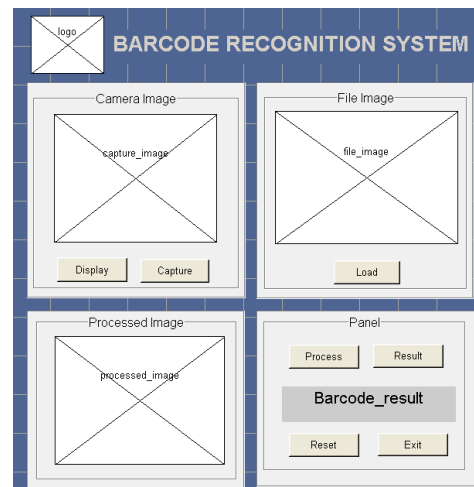 logo
BARCODE RECOGNITION SYSTEM
Camera Image
capture_image
Display
Capture
File Image
file_image
Load
Processed Image
processed_image
Panel
Process
Result
Barcode_result
Reset
Exit